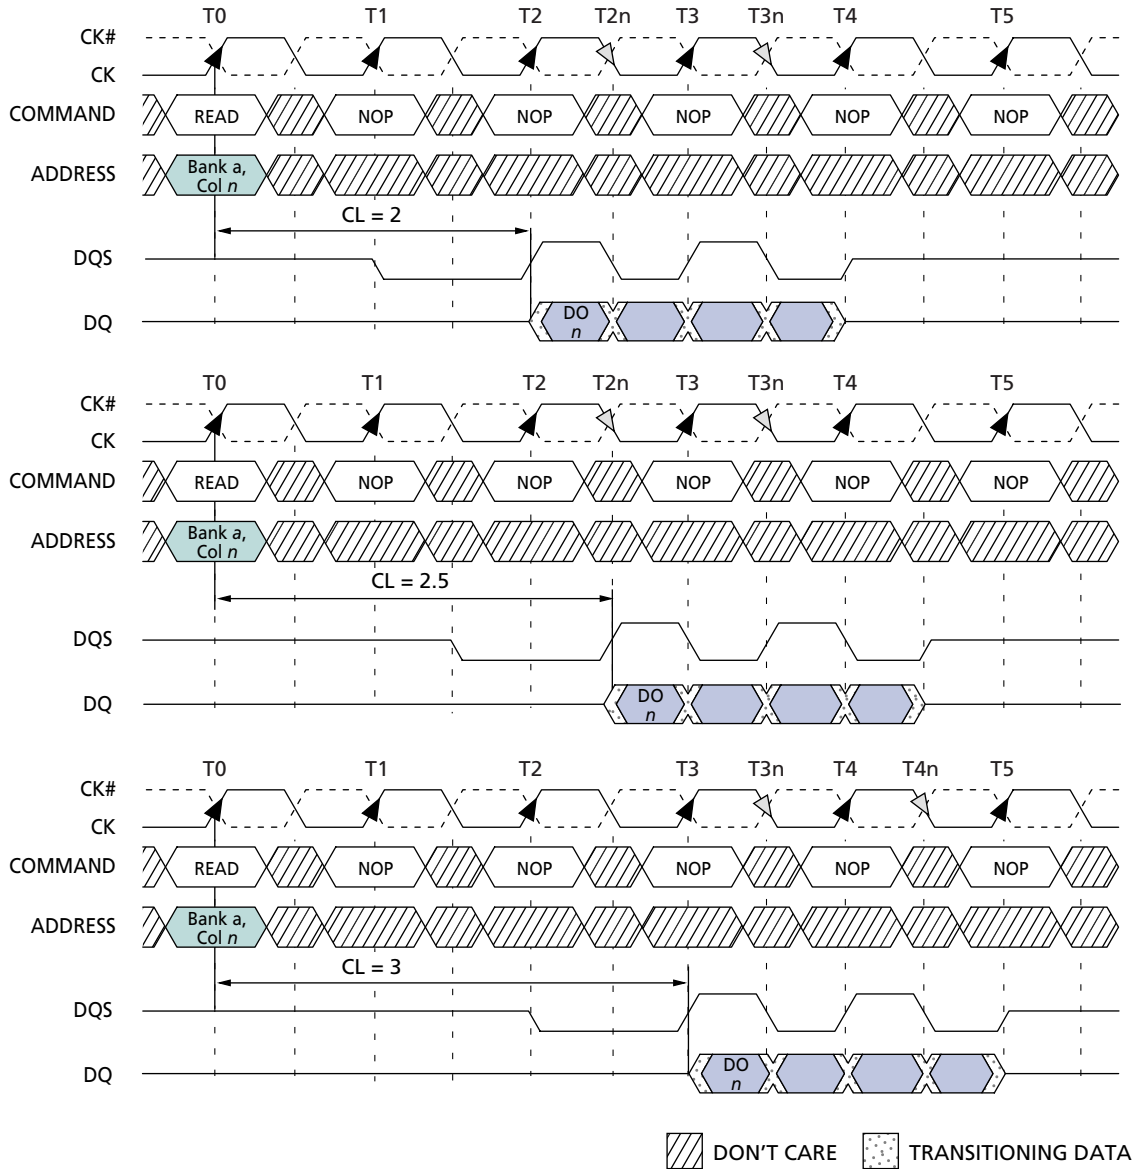 T0 T1 T2 T2n T3 T3n T4 T5
CK#
CK
COMMAND READ NOP NOP NOP NOP NOP
ADDRESS Bank a,
Col n
CL = 2
DQS
DQ DO
n
T0 T1 T2 T2n T3 T3n T4 T5
CK#
CK
COMMAND READ NOP NOP NOP NOP NOP
ADDRESS Bank a,
Col n
CL = 2.5
DQS
DQ DO
n
T0 T1 T2 T3 T3n T4 T4n T5
CK#
CK
COMMAND READ NOP NOP NOP NOP NOP
ADDRESS Bank a,
Col n
CL = 3
DQS
DQ DO
n
DON'T CARE TRANSITIONING DATA